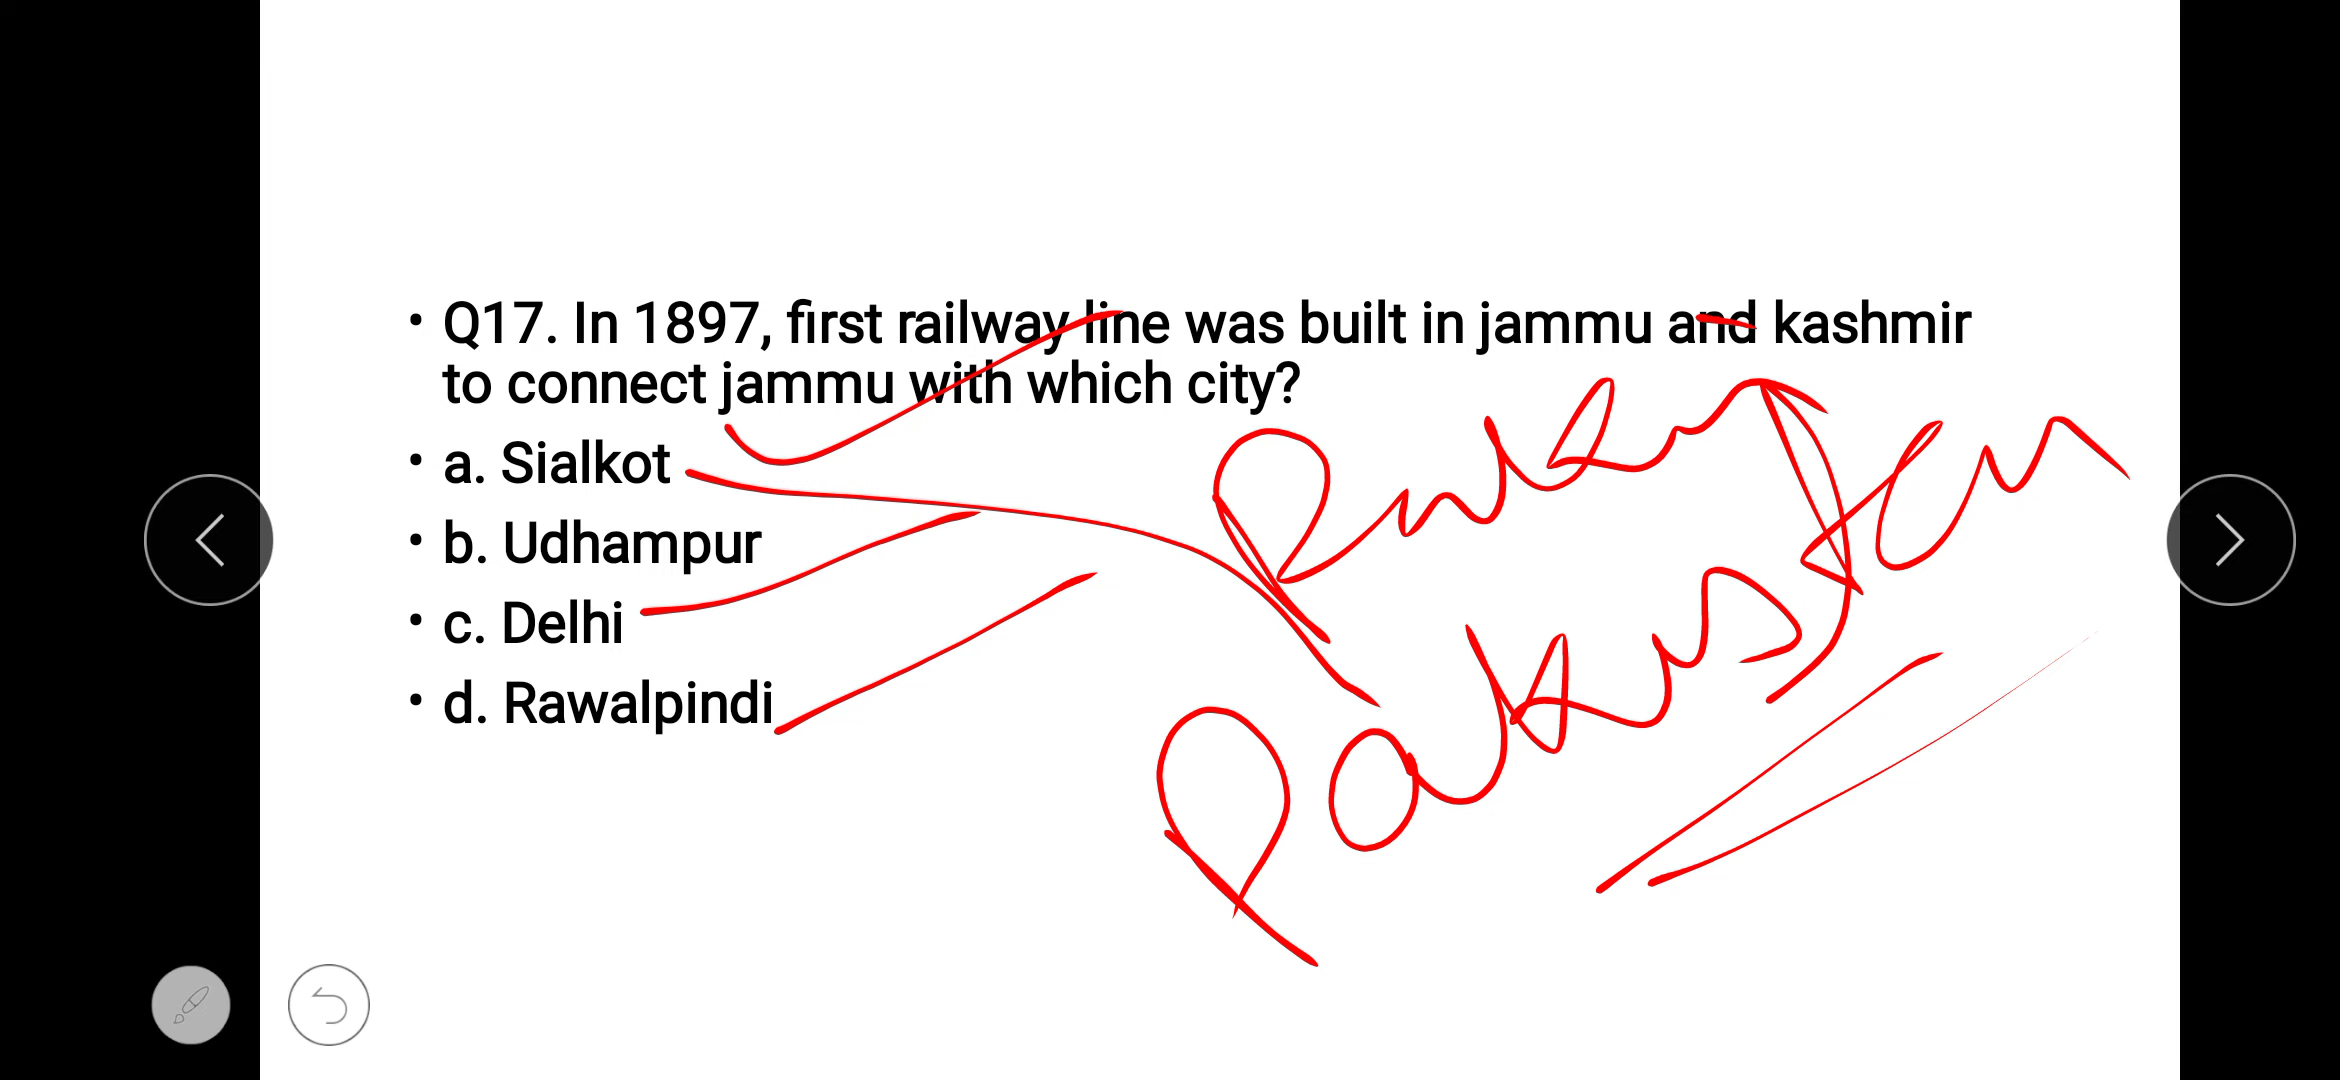 • Q17. In 1897, first railway line was built in jammu and kashmir
to connect jammu with which city?
• a. Sialkot
• b. Udhampur
• c. Delhi
• d. Rawalpindi
Pakistan